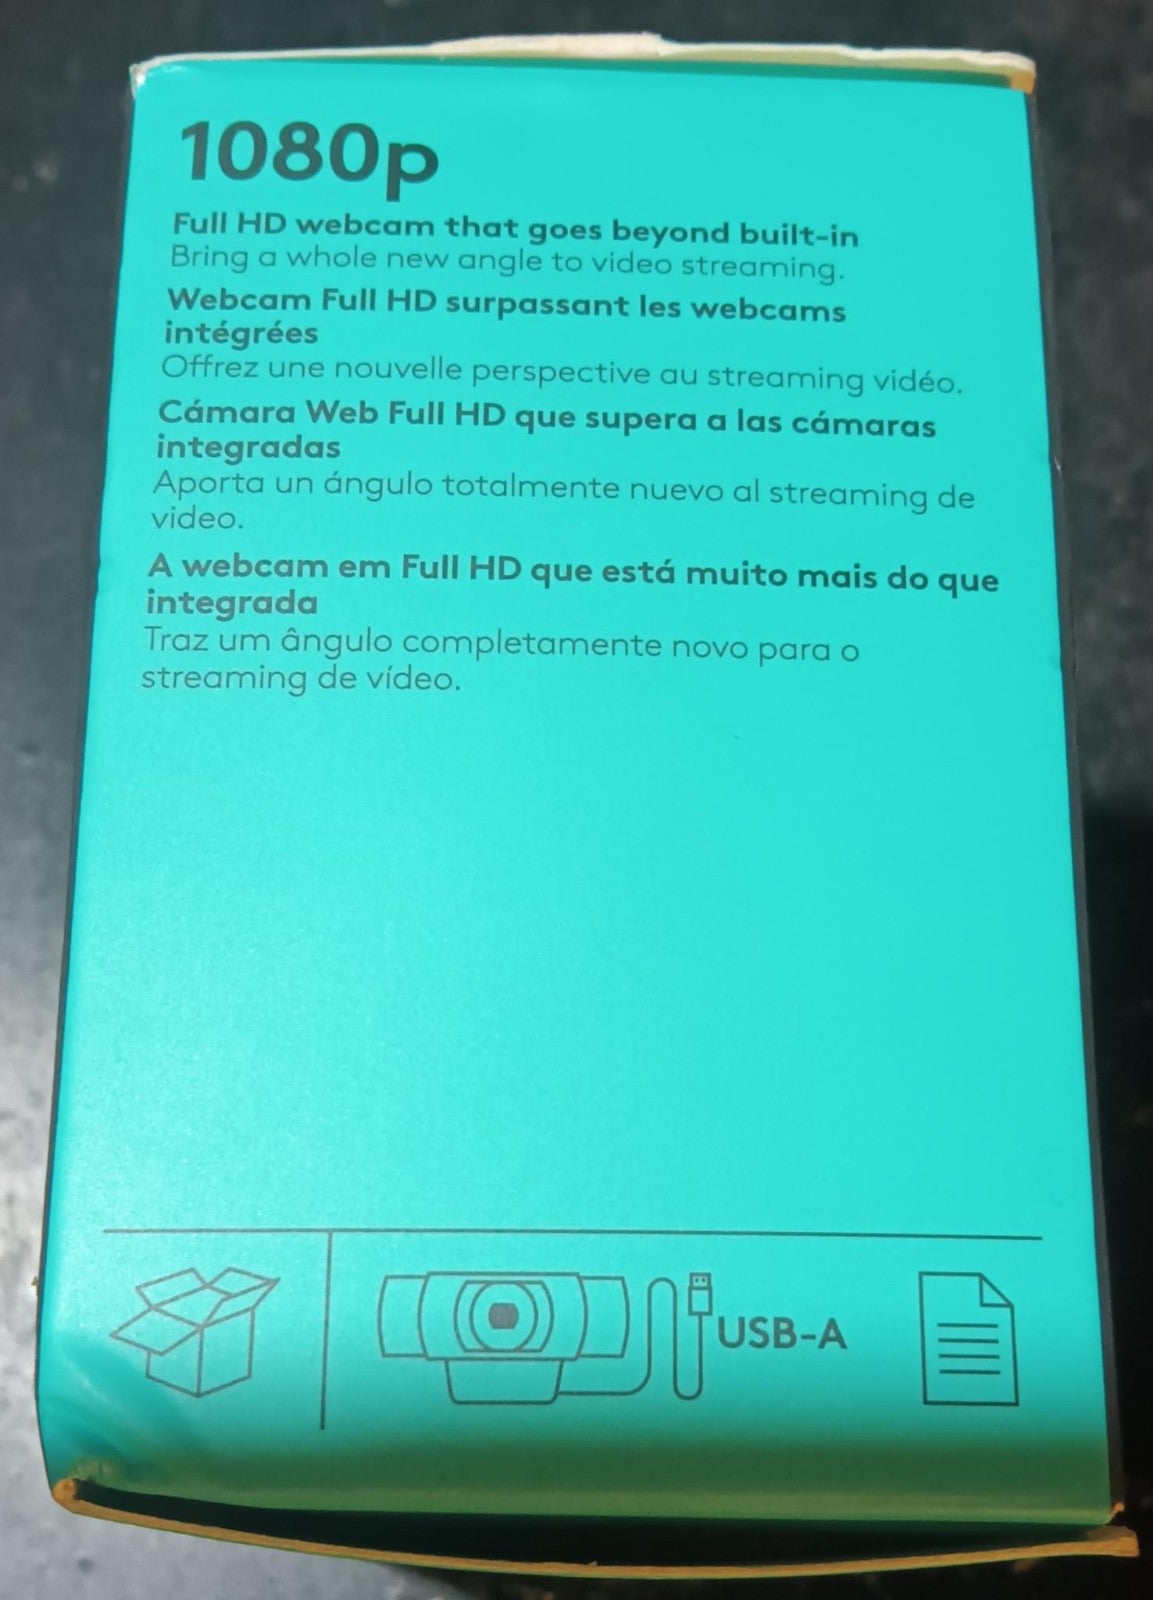 1080p
Full HD webcam that goes beyond built-in
Bring a whole new angle to video streaming.
Webcam Full HD surpassant les webcams
intégrées
Offrez une nouvelle perspective au streaming vidéo.
Cámara Web Full HD que supera a las cámaras
integradas
Aporta un ángulo totalmente nuevo al streaming de
video.
A webcam em Full HD que está muito mais do que
integrada
Traz um ângulo completamente novo para o
streaming de vídeo.
USB-A